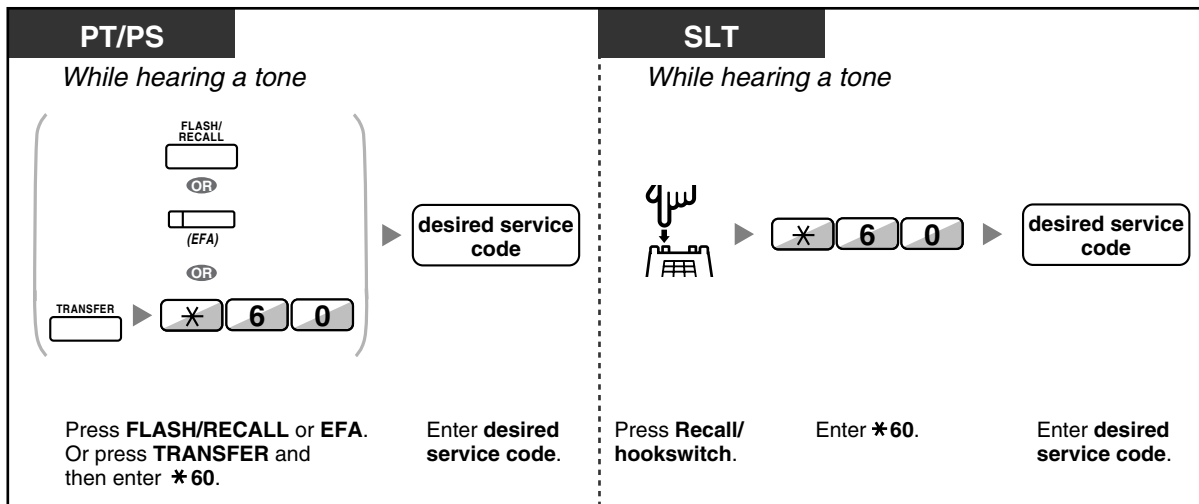 PT/PS
While hearing a tone
FLASH/
RECALL
OR
(EFA)
OR
TRANSFER
* 6 0
desired service
code
Press FLASH/RECALL or EFA.
Or press TRANSFER and
then enter *60.
Enter desired
service code.
SLT
While hearing a tone
* 6 0
desired service
code
Press Recall/
hookswitch.
Enter *60.
Enter desired
service code.